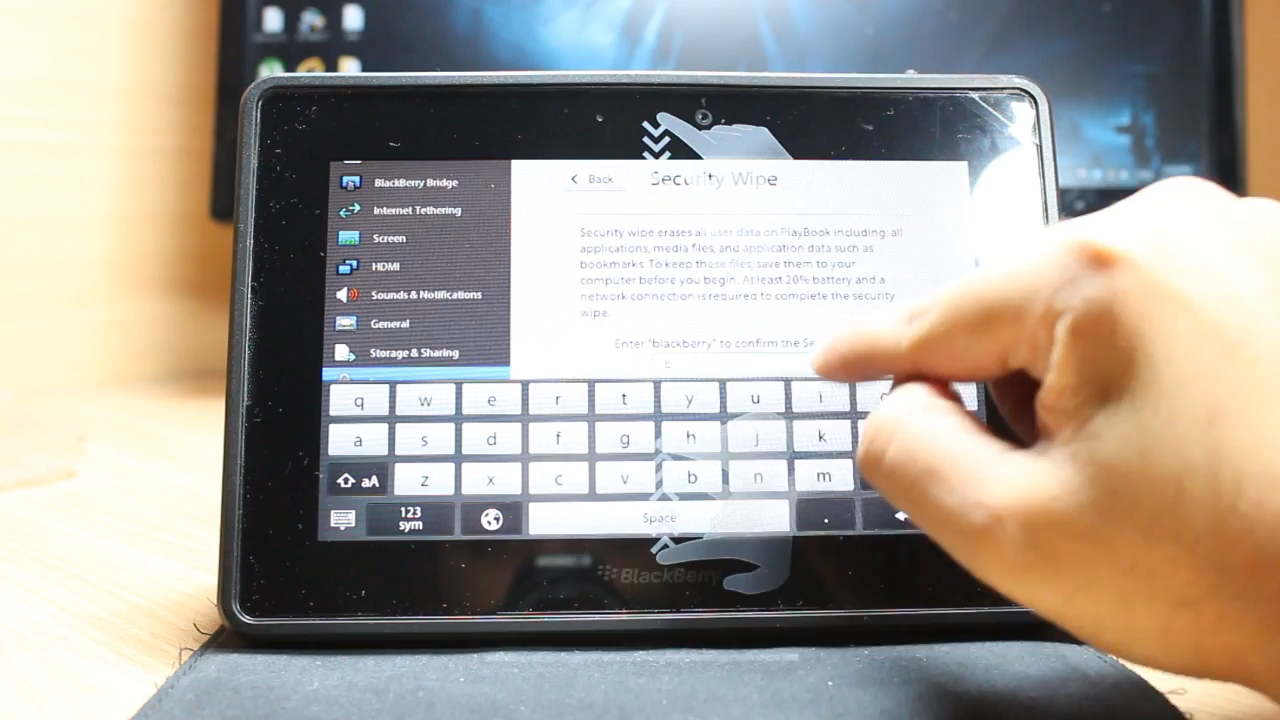 BlackBerry Bridge
Internet Tethering
Screen
HDMI
Sounds & Notifications
General
Storage & Sharing
Back
Security Wipe
Security wipe erases all user data on PlayBook including: all
applications, media files, and application data such as
bookmarks. To keep these files, save them to your
computer before you begin. At least 20% battery and a
network connection is required to complete the security
wipe.
Enter "blackberry" to confirm the Se
b
q w e r t y u i
a s d f g h j k
aA z x c v b n m
123
sym
Space
.
BlackBerry